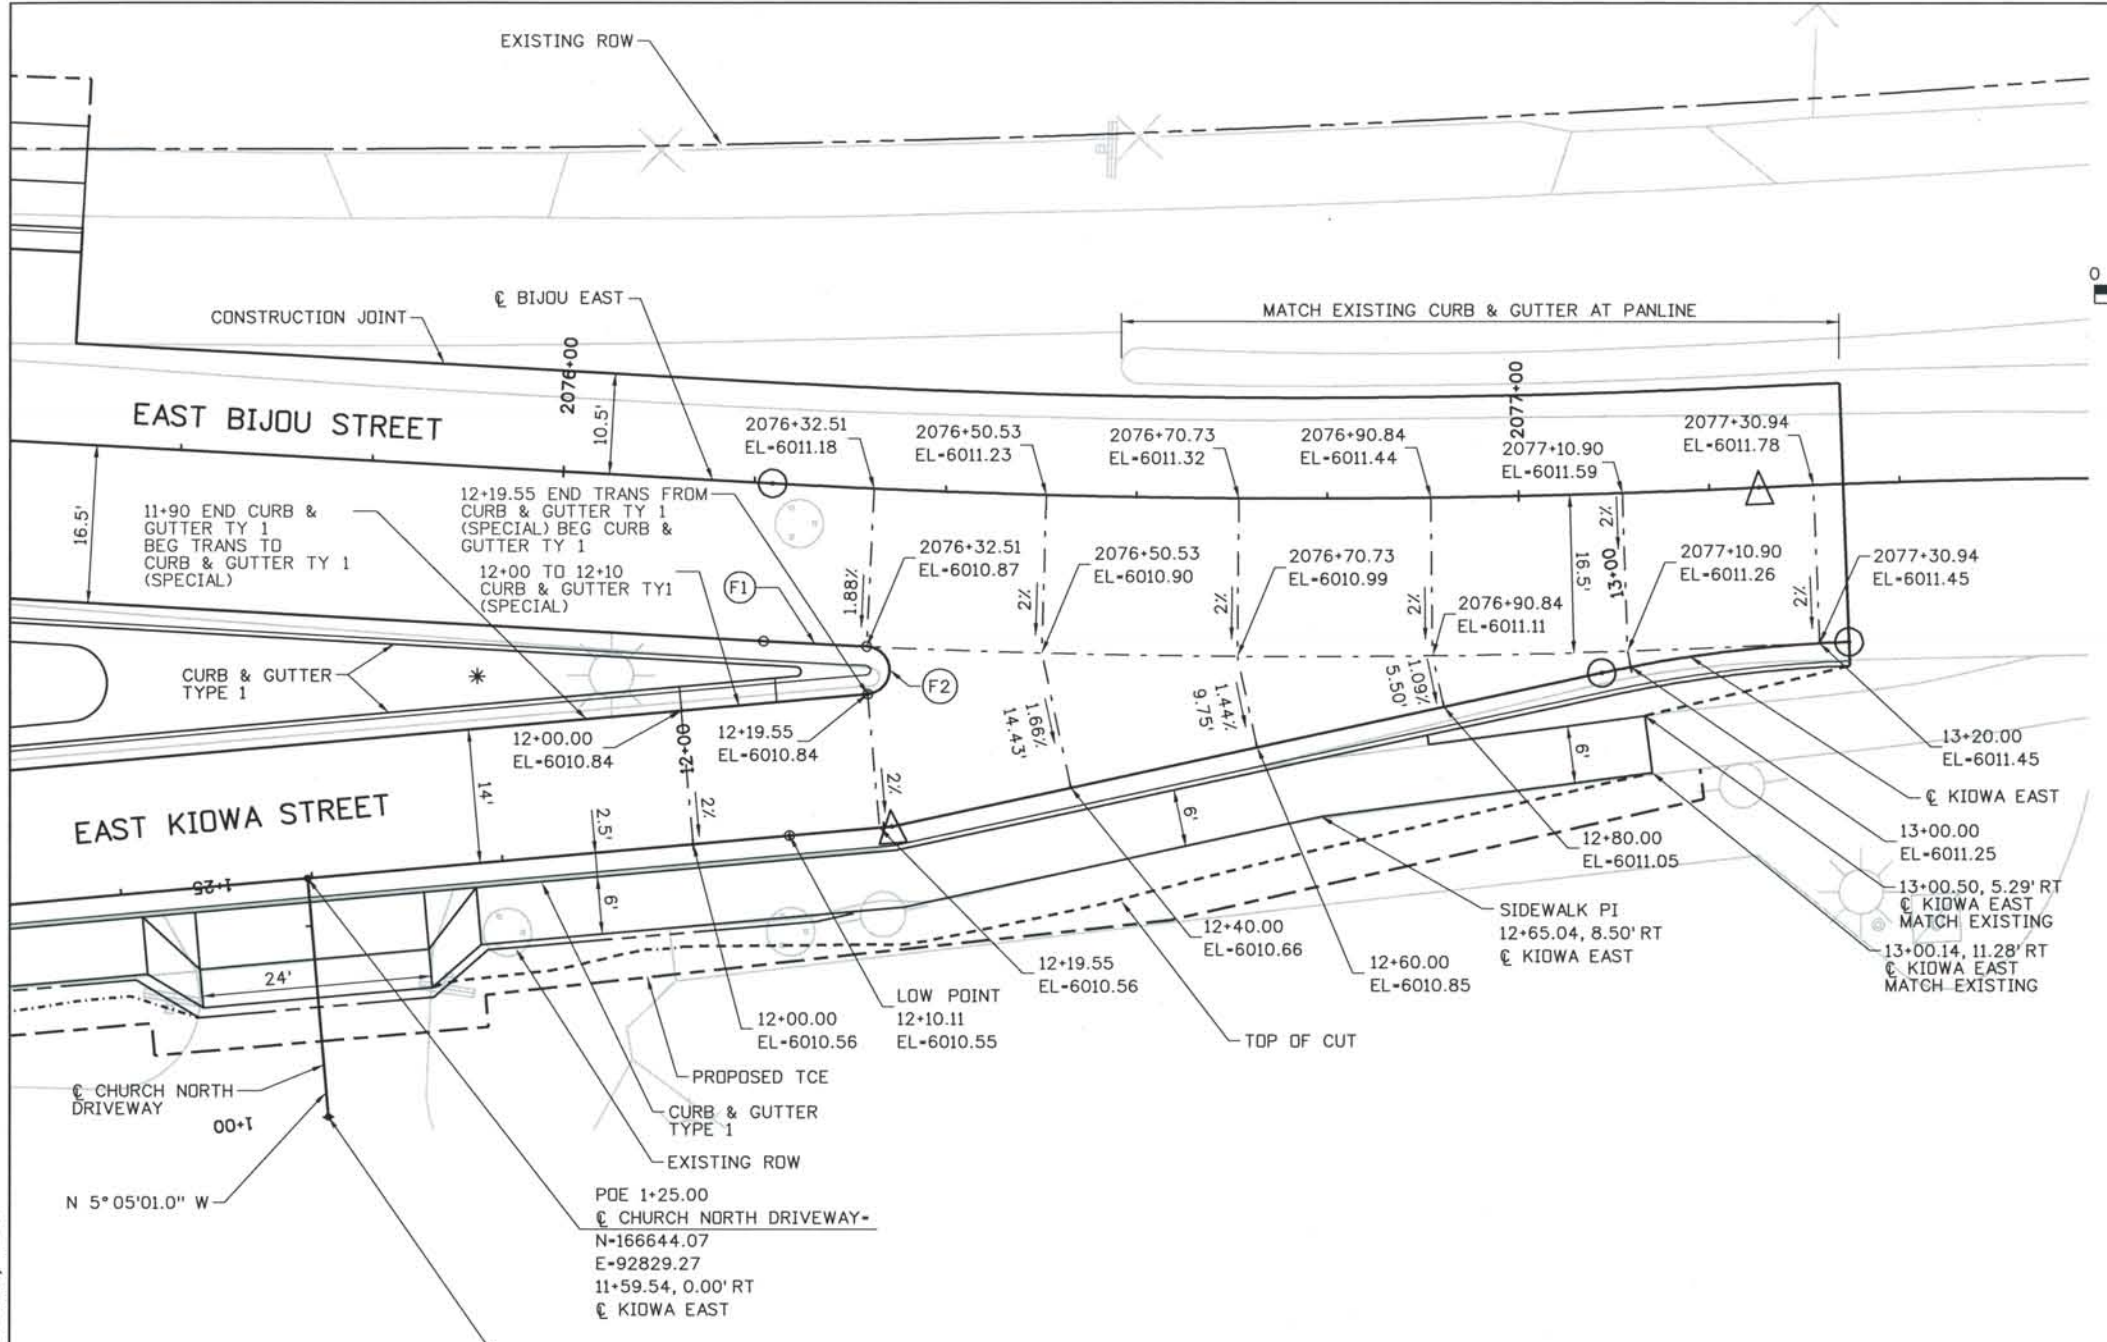 EXISTING ROW
℄ BIJOU EAST
CONSTRUCTION JOINT
MATCH EXISTING CURB & GUTTER AT PANLINE
0
2076+00
2077+00
10.5'
EAST BIJOU STREET
2076+32.51
EL=6011.18
2076+50.53
EL=6011.23
2076+70.73
EL=6011.32
2076+90.84
EL=6011.44
2077+10.90
EL=6011.59
2077+30.94
EL=6011.78
16.5'
11+90 END CURB &
GUTTER TY 1
BEG TRANS TO
CURB & GUTTER TY 1
(SPECIAL)
12+19.55 END TRANS FROM
CURB & GUTTER TY 1
(SPECIAL) BEG CURB &
GUTTER TY 1
12+00 TO 12+10
CURB & GUTTER TY1
(SPECIAL)
F1
1.88%
2076+32.51
EL=6010.87
2%
2076+50.53
EL=6010.90
2%
2076+70.73
EL=6010.99
2%
2076+90.84
EL=6011.11
2%
16.5'
13+00
2077+10.90
EL=6011.26
2%
2077+30.94
EL=6011.45
CURB & GUTTER
TYPE 1
F2
1.66%
14.43'
1.44%
9.75'
1.09%
5.50'
12+00.00
EL=6010.84
12+00
12+19.55
EL=6010.84
13+20.00
EL=6011.45
6'
EAST KIOWA STREET
14'
2.5'
2%
2%
6'
℄ KIOWA EAST
12+80.00
EL=6011.05
13+00.00
EL=6011.25
1+25
6'
13+00.50, 5.29' RT
℄ KIOWA EAST
MATCH EXISTING
SIDEWALK PI
12+65.04, 8.50' RT
℄ KIOWA EAST
13+00.14, 11.28' RT
℄ KIOWA EAST
MATCH EXISTING
24'
12+40.00
EL=6010.66
12+19.55
EL=6010.56
12+60.00
EL=6010.85
LOW POINT
12+10.11
EL=6010.55
12+00.00
EL=6010.56
TOP OF CUT
PROPOSED TCE
℄ CHURCH NORTH
DRIVEWAY
1+00
CURB & GUTTER
TYPE 1
EXISTING ROW
N 5°05'01.0" W
POE 1+25.00
℄ CHURCH NORTH DRIVEWAY=
N=166644.07
E=92829.27
11+59.54, 0.00' RT
℄ KIOWA EAST